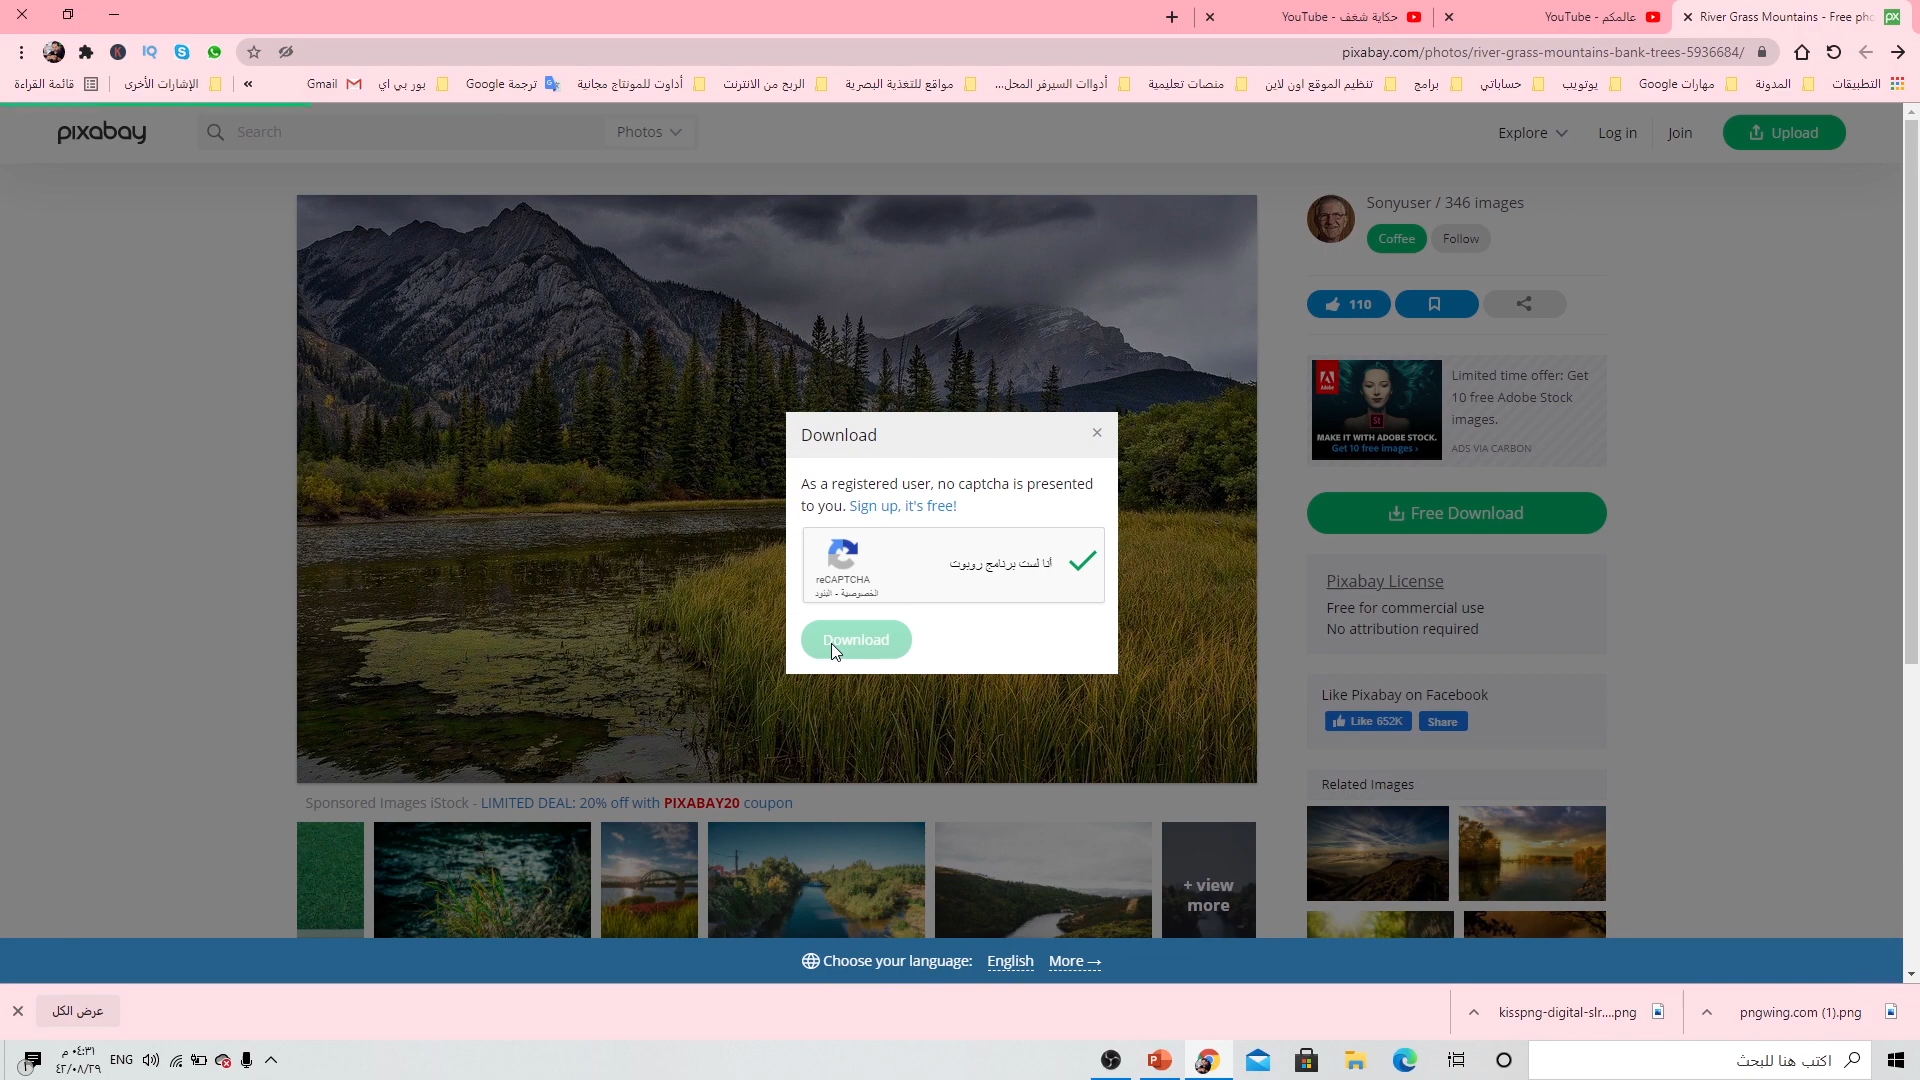 River Grass Mountains - Free pho
عالمكم - YouTube
حكاية شغف - YouTube
pixabay.com/photos/river-grass-mountains-bank-trees-5936684/
التطبيقات
المدونة
مهارات Google
يوتويب
حساباتي
برامج
تنظيم الموقع اون لاين
منصات تعليمية
أدوالت السيرفر المحل...
مواقع للتغذية البصرية
الربح من الانترنت
أداوت للمونتاج مجانية
ترجمة Google
بور بي اي
Gmail
الإشارات الأخرى
قائمة القراءة
pixabay
Search
Photos
Explore
Log in
Join
Upload
Sonyuser / 346 images
Coffee
Follow
110
MAKE IT WITH ADOBE STOCK.
Get 10 free images ›
Limited time offer: Get
10 free Adobe Stock
images.
ADS VIA CARBON
Free Download
Pixabay License
Free for commercial use
No attribution required
Like Pixabay on Facebook
Like 652K
Share
Related Images
Download
As a registered user, no captcha is presented
to you. Sign up, it's free!
أنا لست برنامج روبوت
reCAPTCHA
الخصوصية - البنود
Download
Sponsored Images iStock - LIMITED DEAL: 20% off with PIXABAY20 coupon
+ view
more
Choose your language: English More →
pngwing.com (1).png
kisspng-digital-slr....png
عرض الكل
اكتب هنا للبحث
ENG
٠٤:٣١ م
٤٢/٠٨/٢٩